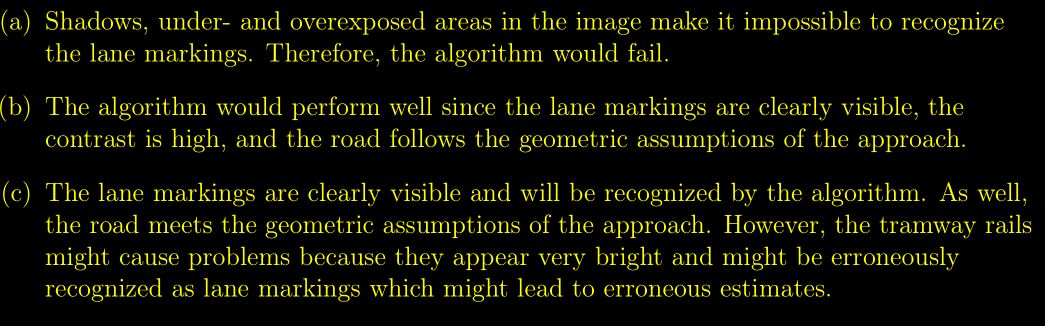 (a) Shadows, under- and overexposed areas in the image make it impossible to recognize
the lane markings. Therefore, the algorithm would fail.
(b) The algorithm would perform well since the lane markings are clearly visible, the
contrast is high, and the road follows the geometric assumptions of the approach.
(c) The lane markings are clearly visible and will be recognized by the algorithm. As well,
the road meets the geometric assumptions of the approach. However, the tramway rails
might cause problems because they appear very bright and might be erroneously
recognized as lane markings which might lead to erroneous estimates.